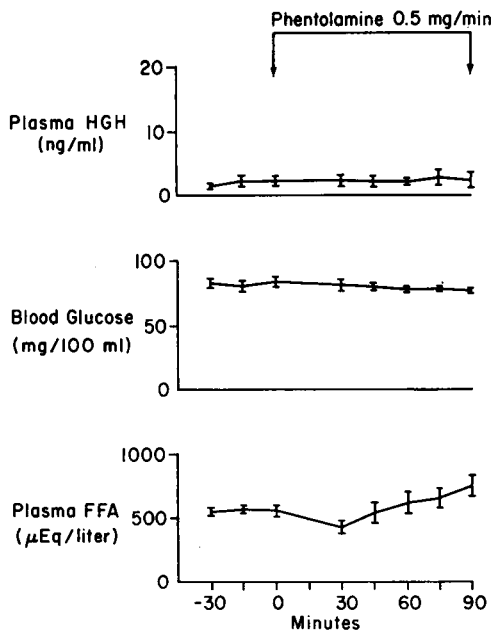 Phentolamine 0.5 mg/min
20
Plasma HGH
(ng/ml)
10
0
100
Blood Glucose
(mg/100 ml)
50
0
1000
Plasma FFA
(μEq/liter)
500
0
-30 0 30 60 90
Minutes